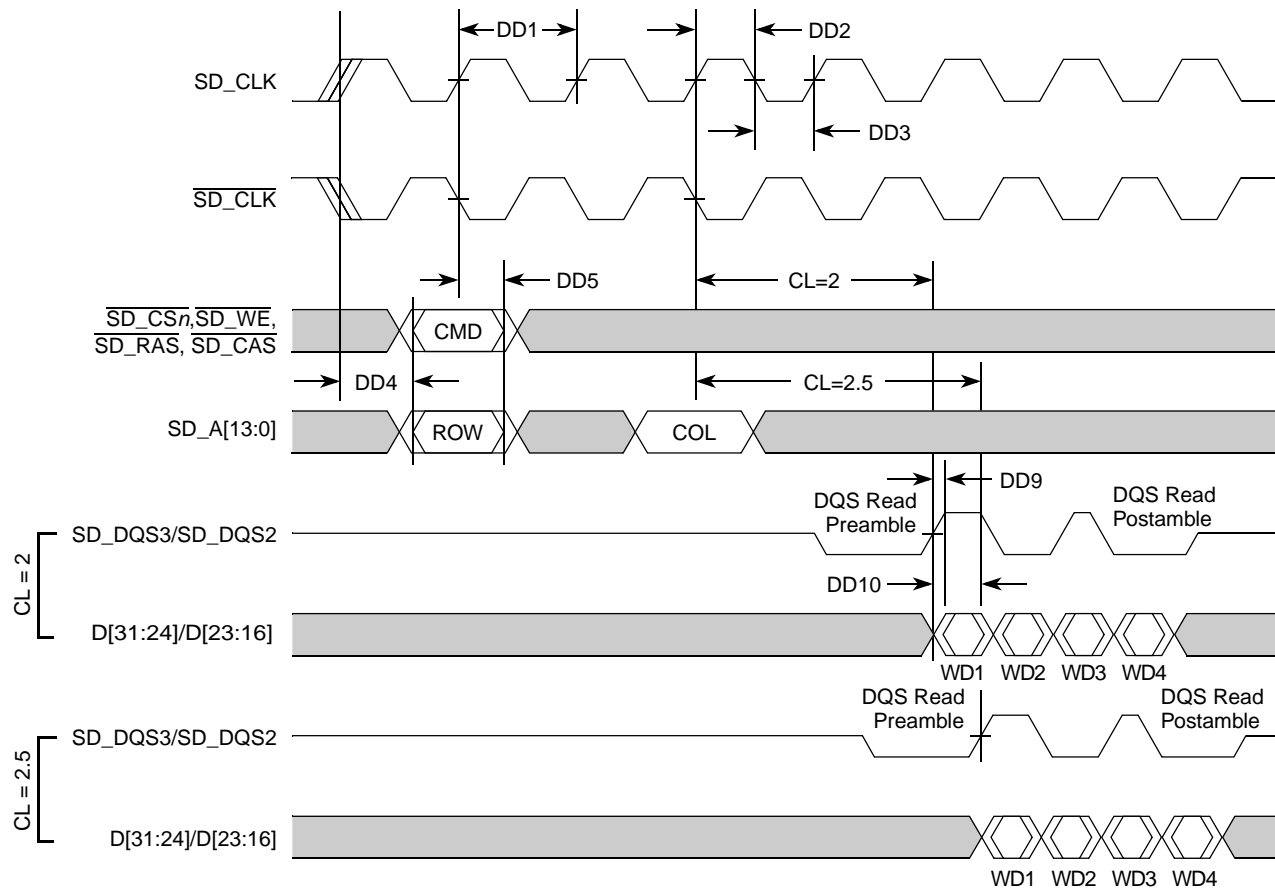 DD1
DD2
SD_CLK
DD3
SD_CLK
CL=2
DD5
SD_CSn,SD_WE,
SD_RAS, SD_CAS
CMD
DD4
CL=2.5
SD_A[13:0]
ROW
COL
DD9
DQS Read
Preamble
DQS Read
Postamble
SD_DQS3/SD_DQS2
CL = 2
DD10
D[31:24]/D[23:16]
WD1 WD2 WD3 WD4
DQS Read
Preamble
DQS Read
Postamble
SD_DQS3/SD_DQS2
CL = 2.5
D[31:24]/D[23:16]
WD1 WD2 WD3 WD4